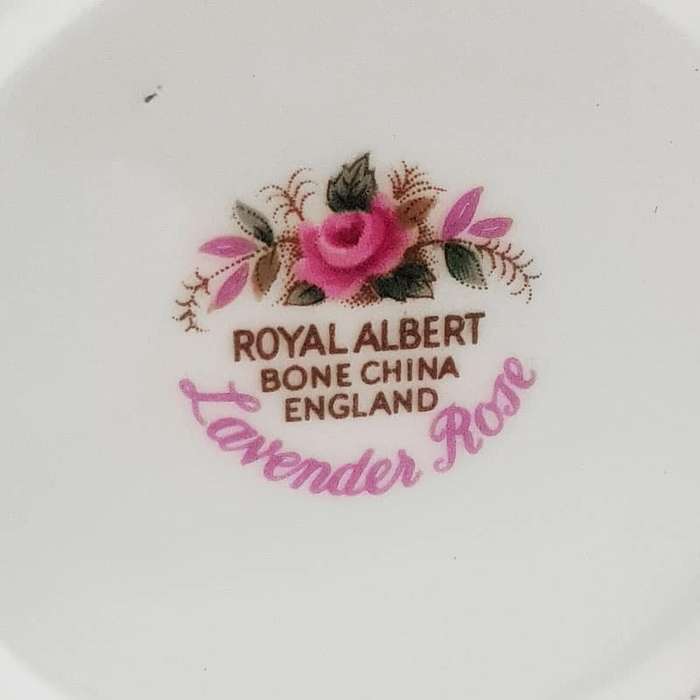 ROYAL ALBERT
BONE CHINA
ENGLAND
Lavender Rose